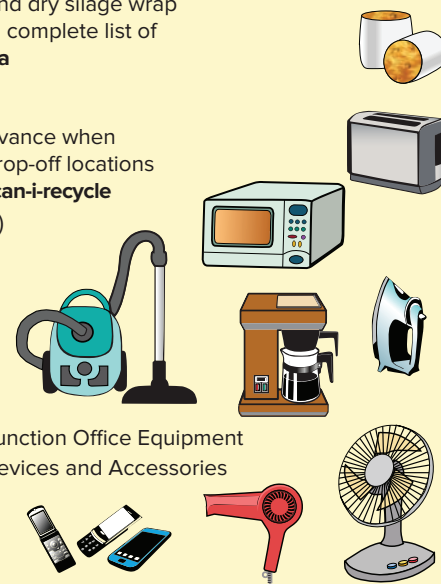 nd dry silage wrap
complete list of
a
vance when
rop-off locations
can-i-recycle
)
unction Office Equipment
evices and Accessories